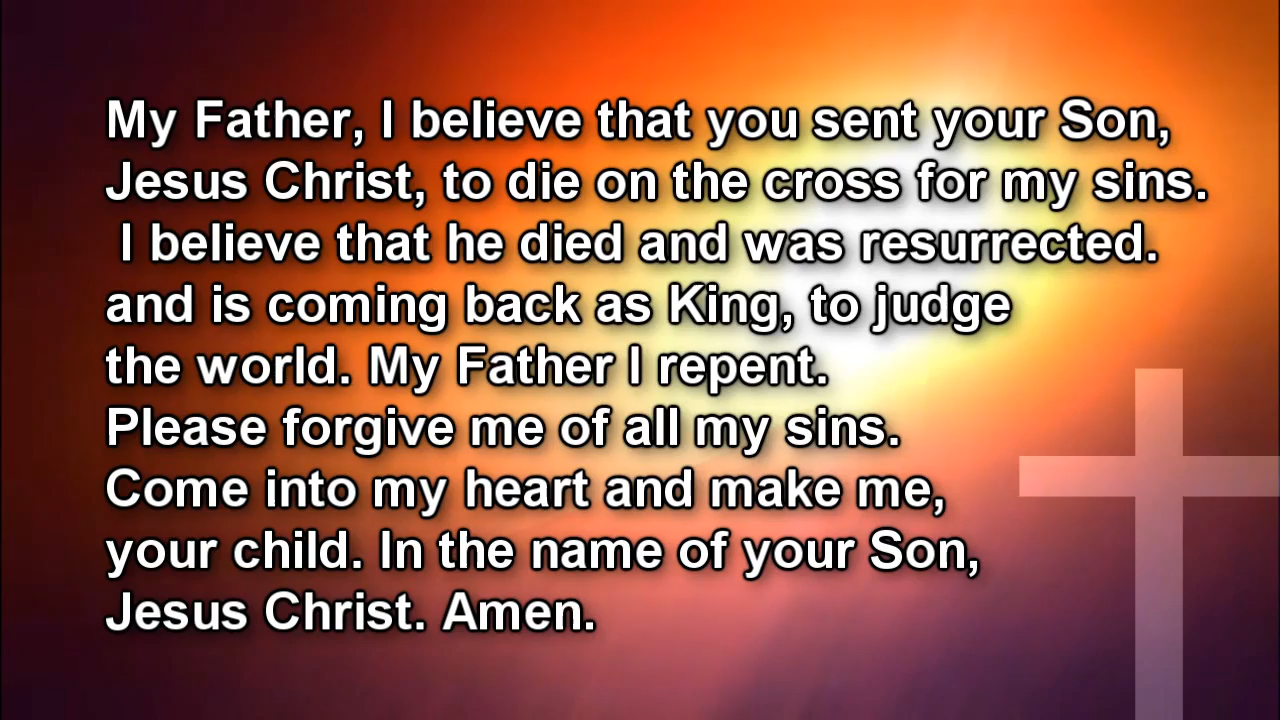 My Father, I believe that you sent your Son,
Jesus Christ, to die on the cross for my sins.
I believe that he died and was resurrected.
and is coming back as King, to judge
the world. My Father I repent.
Please forgive me of all my sins.
Come into my heart and make me,
your child. In the name of your Son,
Jesus Christ. Amen.